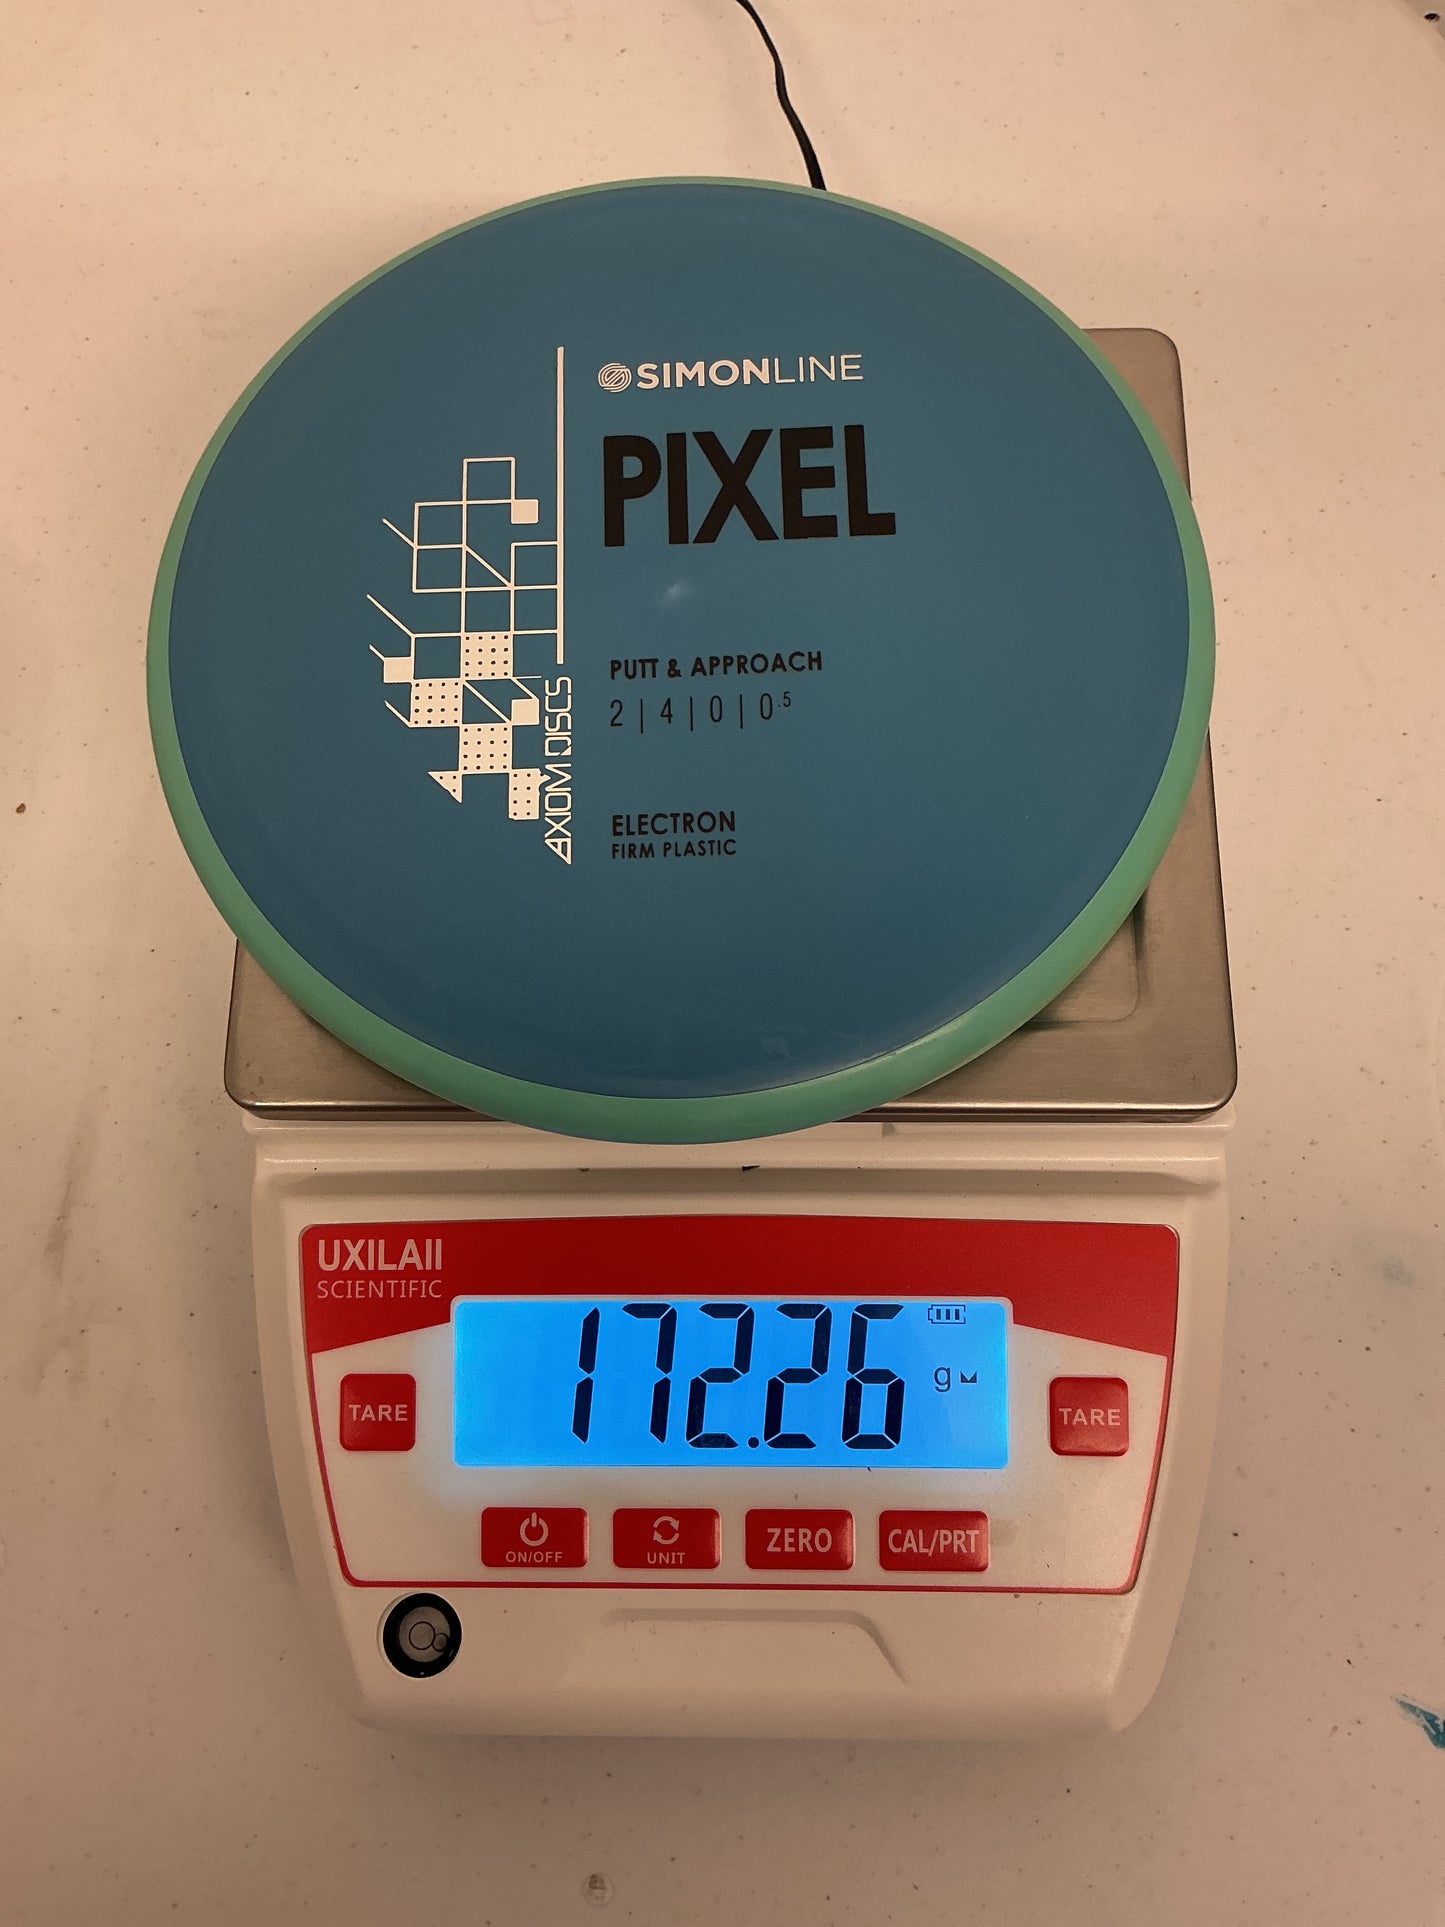 SIMONLINE
PIXEL
PUTT & APPROACH
2 | 4 | 0 | 0.5
ELECTRON
FIRM PLASTIC
AXIOM DISCS
UXILAII
SCIENTIFIC
172.26 g
TARE
TARE
ON/OFF
UNIT
ZERO
CAL/PRT